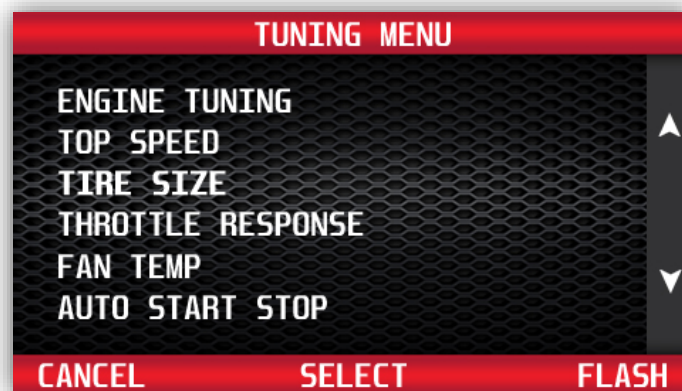 TUNING MENU
ENGINE TUNING
TOP SPEED
TIRE SIZE
THROTTLE RESPONSE
FAN TEMP
AUTO START STOP
CANCEL SELECT FLASH